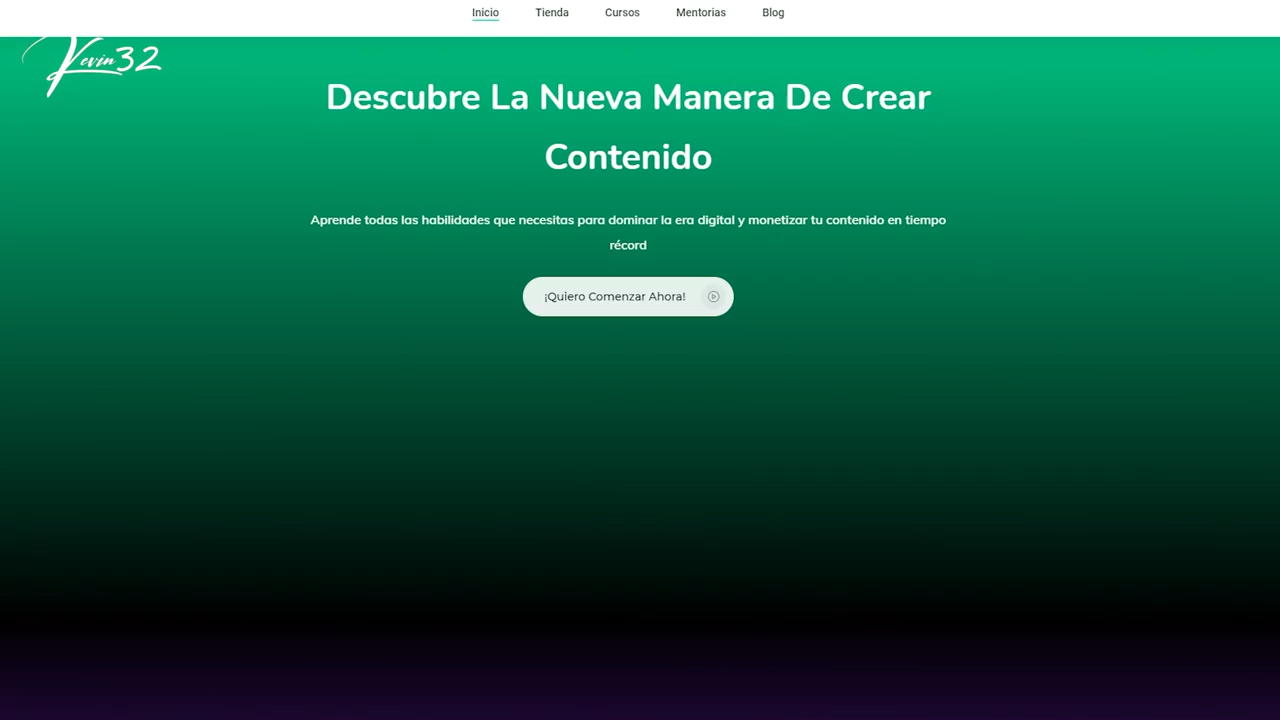 Inicio Tienda Cursos Mentorias Blog
Kevin32
Descubre La Nueva Manera De Crear
Contenido
Aprende todas las habilidades que necesitas para dominar la era digital y monetizar tu contenido en tiempo
récord
¡Quiero Comenzar Ahora!